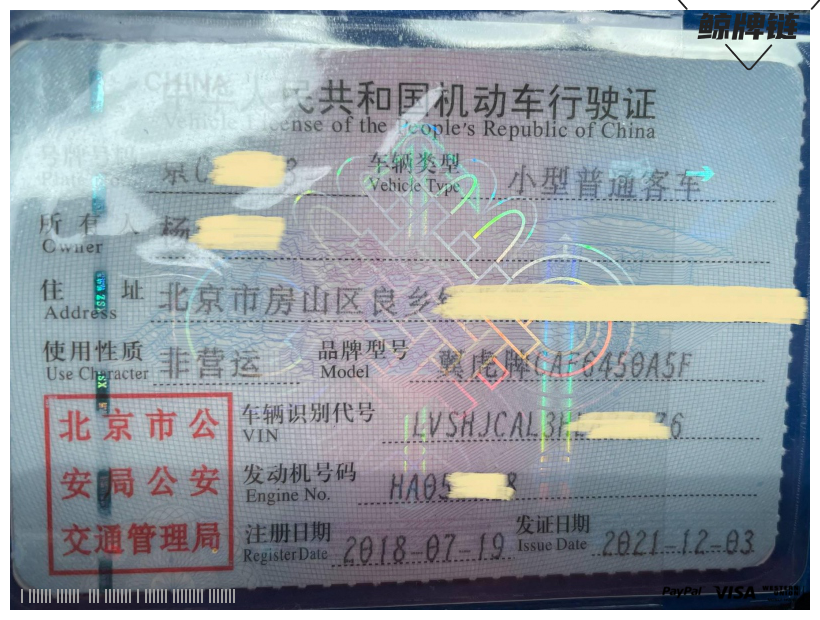 鲸牌链
CHINA
中华人民共和国机动车行驶证
Vehicle License of the People's Republic of China
号牌号码 京 车辆类型 小型普通客车
Plate No. Vehicle Type
所有人 杨
Owner
住址 北京市房山区良乡
Address
使用性质 非营运 品牌型号 翼虎牌CAF6450A5F
Use Character Model
北京市公
安局公安
交通管理局
车辆识别代号 LVSHJCAL3H 76
VIN
发动机号码 HA05 8
Engine No.
注册日期 2018-07-19 发证日期 2021-12-03
Register Date Issue Date
PayPal VISA